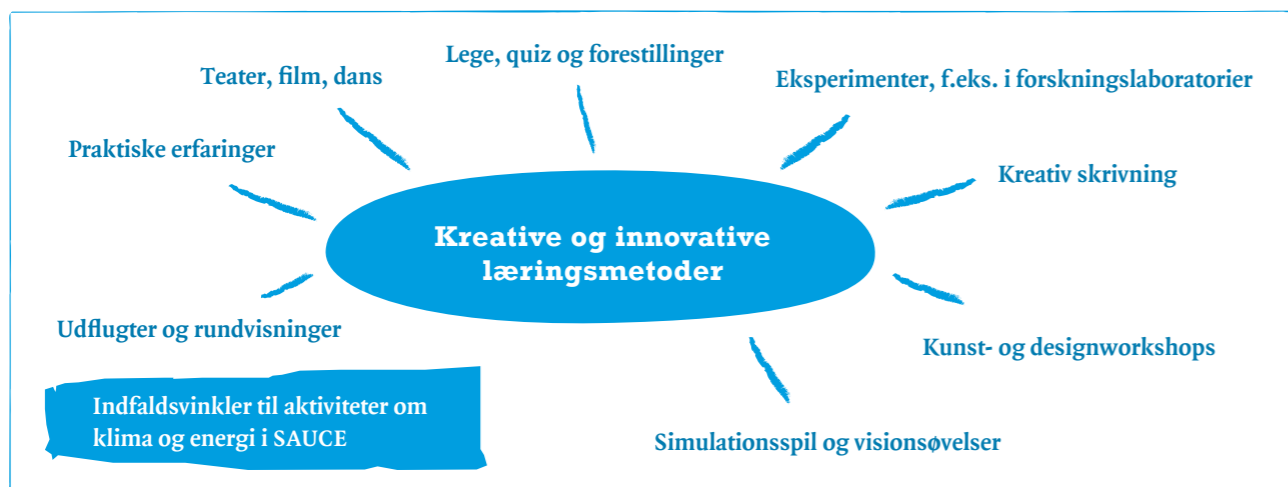 Lege, quiz og forestillinger
Teater, film, dans
Eksperimenter, f.eks. i forskningslaboratorier
Praktiske erfaringer
Kreativ skrivning
Kreative og innovative
læringsmetoder
Udflugter og rundvisninger
Kunst- og designworkshops
Indfaldsvinkler til aktiviteter om
klima og energi i SAUCE
Simulationsspil og visionsøvelser